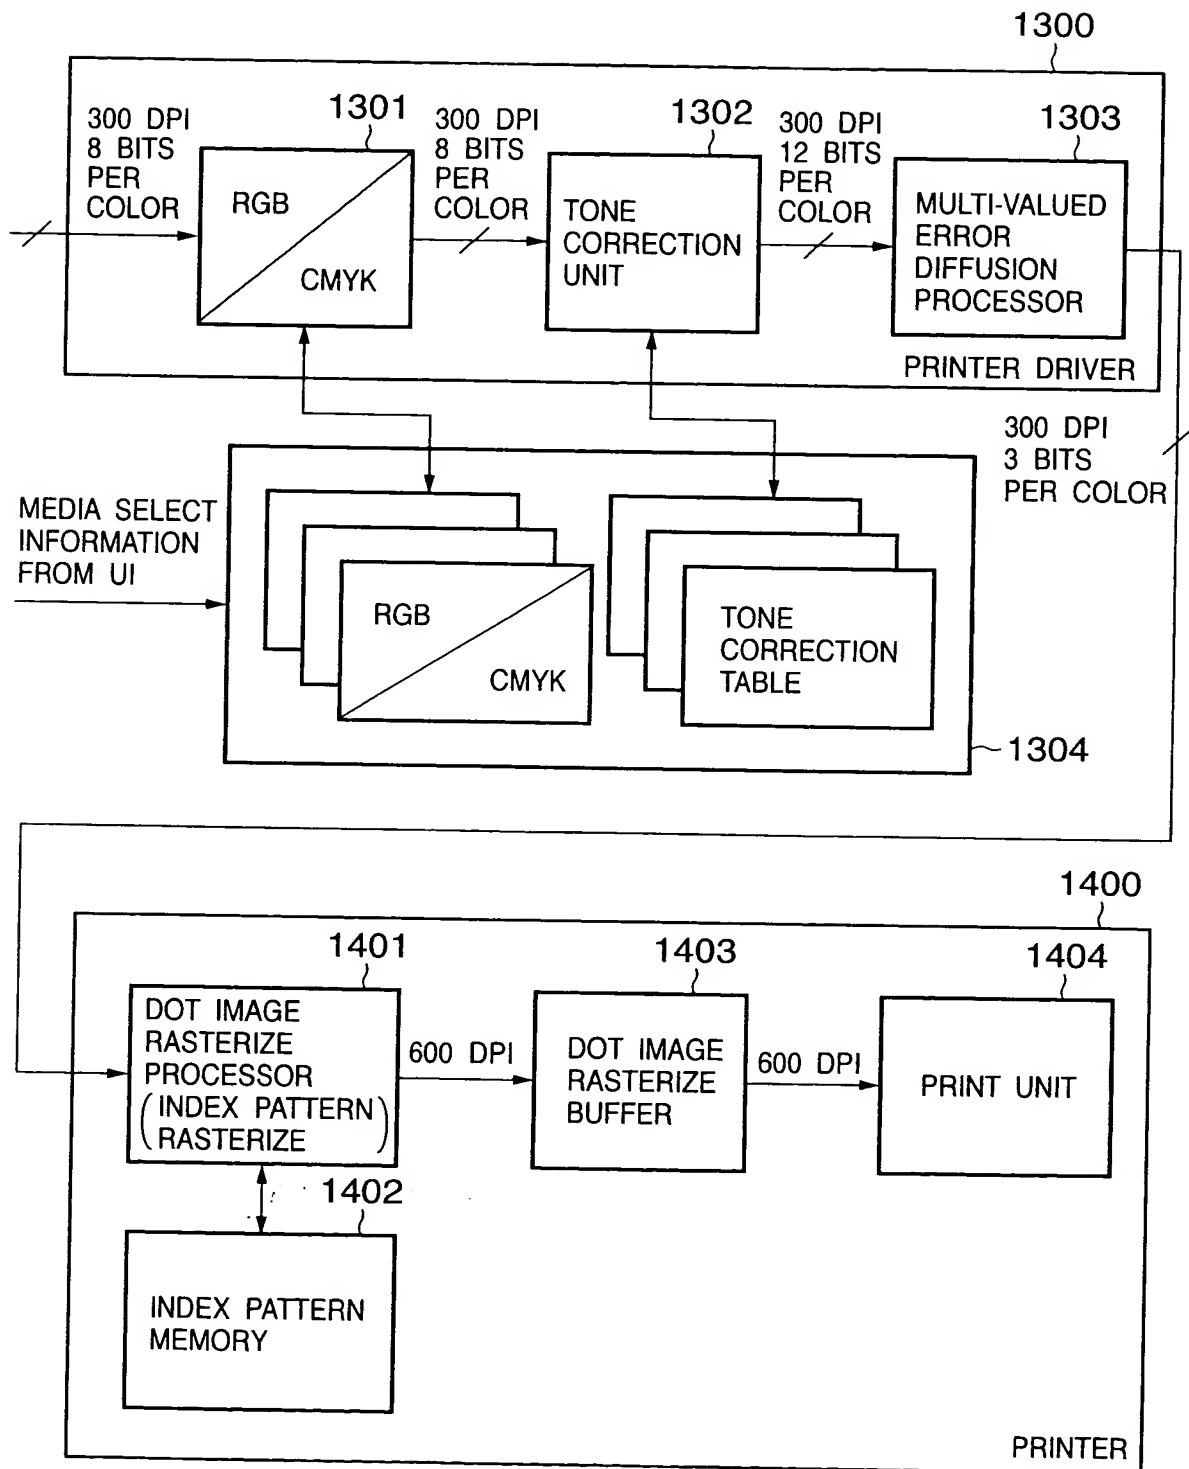 1300
1301
1302
1303
300 DPI
8 BITS
PER
COLOR
RGB
CMYK
300 DPI
8 BITS
PER
COLOR
TONE
CORRECTION
UNIT
300 DPI
12 BITS
PER
COLOR
MULTI-VALUED
ERROR
DIFFUSION
PROCESSOR
PRINTER DRIVER
300 DPI
3 BITS
PER COLOR
MEDIA SELECT
INFORMATION
FROM UI
RGB
CMYK
TONE
CORRECTION
TABLE
1304
1400
1401
1403
1404
DOT IMAGE
RASTERIZE
PROCESSOR
(INDEX PATTERN
RASTERIZE)
600 DPI
DOT IMAGE
RASTERIZE
BUFFER
600 DPI
PRINT UNIT
1402
INDEX PATTERN
MEMORY
PRINTER